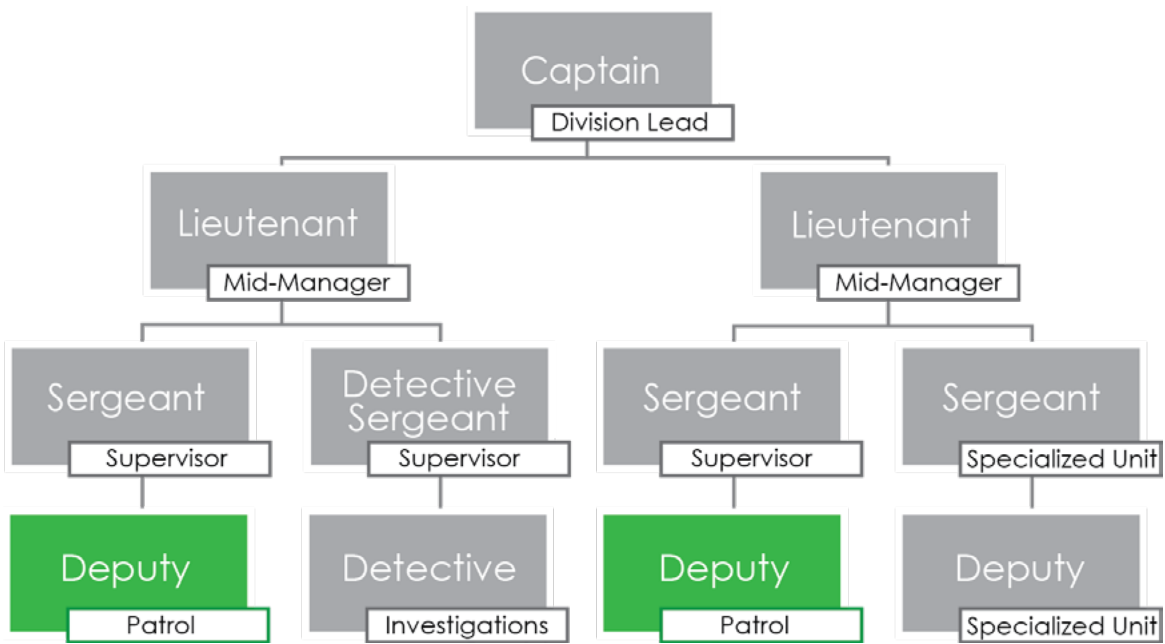 Captain
Division Lead
Lieutenant
Mid-Manager
Lieutenant
Mid-Manager
Sergeant
Supervisor
Detective
Sergeant
Supervisor
Sergeant
Supervisor
Sergeant
Specialized Unit
Deputy
Patrol
Detective
Investigations
Deputy
Patrol
Deputy
Specialized Unit